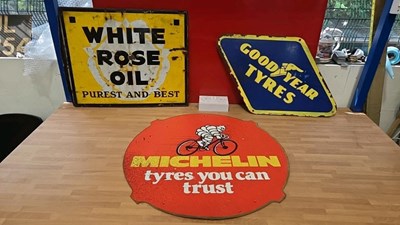 WHITE
ROSE
OIL
PUREST AND BEST
GOODYEAR
TYRES
MICHELIN
tyres you can
trust